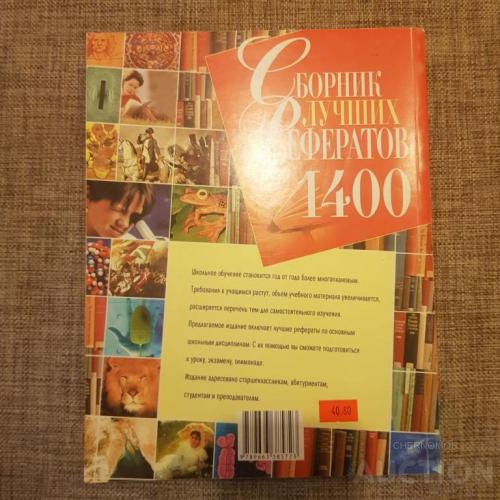 Сборник
лучших
рефератов
1400
Школьное обучение становится год от года более многоплановым.
Требования к учащимся растут, объем учебного материала увеличивается,
расширяется перечень тем для самостоятельного изучения.
Предлагаемое издание включает лучшие рефераты по основным
школьным дисциплинам. С их помощью вы сможете подготовиться
к уроку, экзамену, олимпиаде.
Издание адресовано старшеклассникам, абитуриентам,
студентам и преподавателям.
40.80
CHERNOMOR
AUCTION